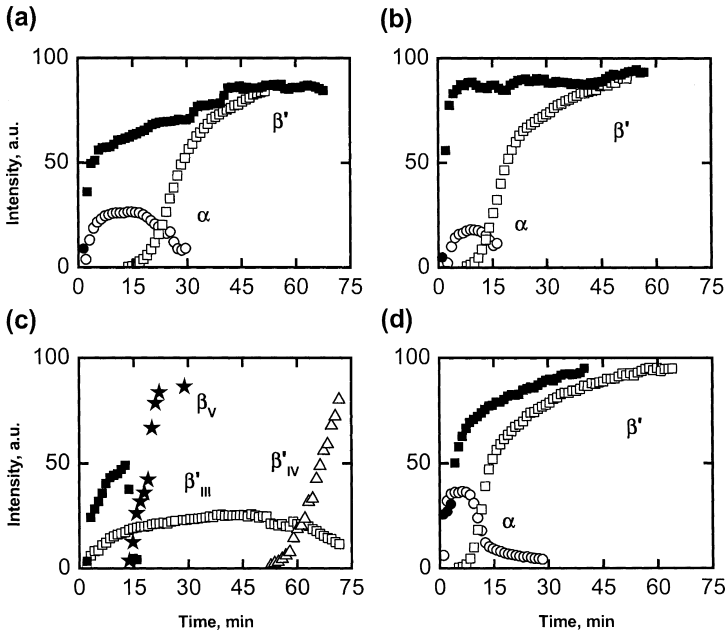 (a)
(b)
Intensity, a.u.
100
50
0
β'
α
0 15 30 45 60 75
100
50
0
β'
α
0 15 30 45 60 75
(c)
(d)
Intensity, a.u.
100
50
0
βV
β'III
β'IV
0 15 30 45 60 75
Time, min
100
50
0
β'
α
0 15 30 45 60 75
Time, min